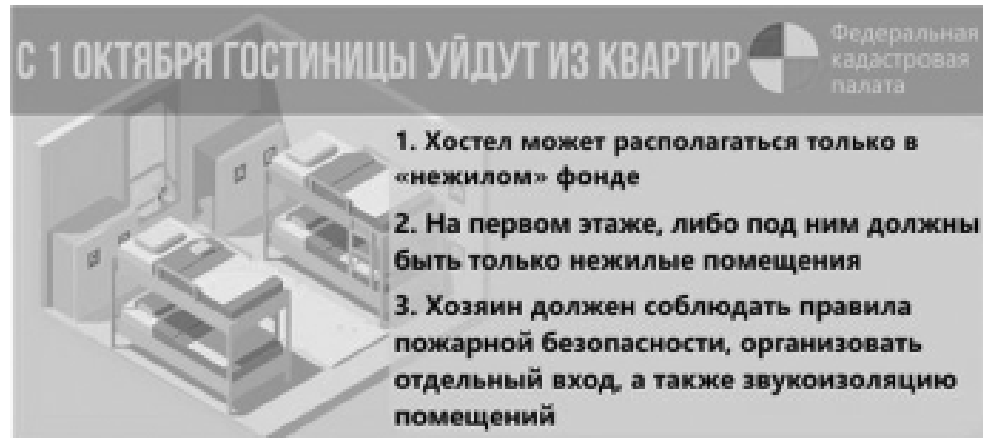 С 1 ОКТЯБРЯ ГОСТИНИЦЫ УЙДУТ ИЗ КВАРТИР
Федеральная
кадастровая
палата
1. Хостел может располагаться только в
«нежилом» фонде
2. На первом этаже, либо под ним должны
быть только нежилые помещения
3. Хозяин должен соблюдать правила
пожарной безопасности, организовать
отдельный вход, а также звукоизоляцию
помещений